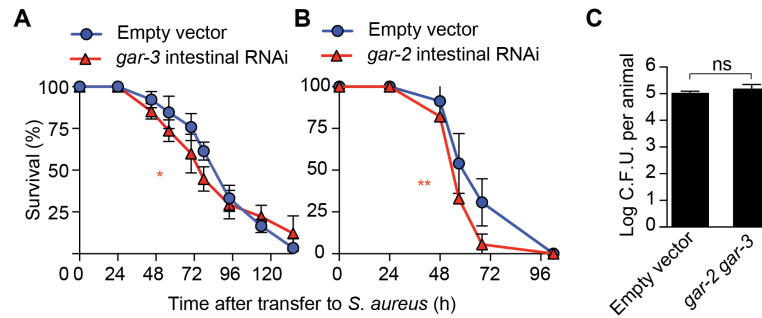 A
Empty vector
gar-3 intestinal RNAi
B
Empty vector
gar-2 intestinal RNAi
C
Survival (%)
100
75
50
25
0
0
24
48
72
96
120
*
100
75
50
25
0
0
24
48
72
96
**
Time after transfer to S. aureus (h)
Log C.F.U. per animal
6
5
4
3
2
1
0
ns
Empty vector
gar-2 gar-3